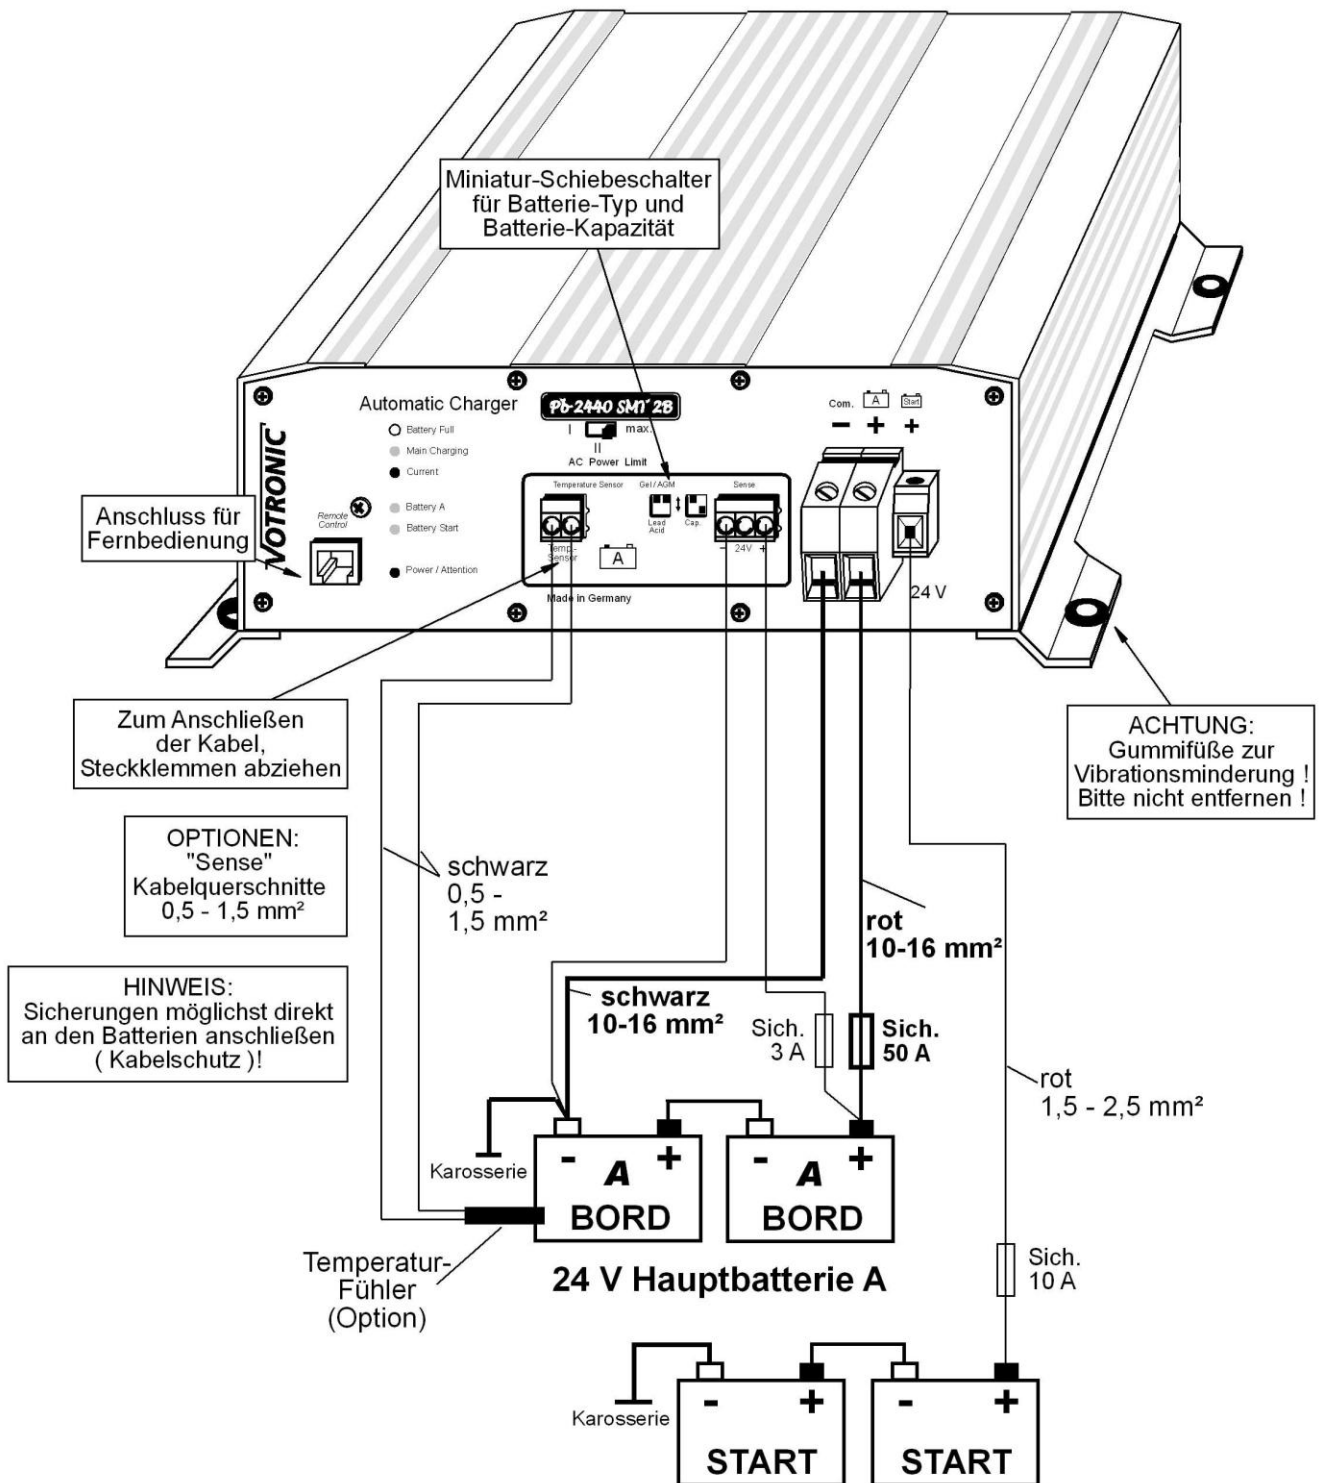 Miniatur-Schiebeschalter
für Batterie-Typ und
Batterie-Kapazität
Automatic Charger
Pb-2440 SMT 2B
Battery Full
Main Charging
Current
Battery A
Battery Start
Power / Attention
VOTRONIC
Remote
Control
I
max.
II
AC Power Limit
Com.
A
Start
- + +
Temperature Sensor
Gel / AGM
Sense
Lead
Acid
Cap.
- 24V +
Temp.-
Sensor
A
Made in Germany
24 V
Anschluss für
Fernbedienung
Zum Anschließen
der Kabel,
Steckklemmen abziehen
ACHTUNG:
Gummifüße zur
Vibrationsminderung !
Bitte nicht entfernen !
OPTIONEN:
"Sense"
Kabelquerschnitte
0,5 - 1,5 mm²
schwarz
0,5 -
1,5 mm²
rot
10-16 mm²
HINWEIS:
Sicherungen möglichst direkt
an den Batterien anschließen
( Kabelschutz )!
schwarz
10-16 mm²
Sich.
3 A
Sich.
50 A
rot
1,5 - 2,5 mm²
Karosserie
- A +
BORD
- A +
BORD
Temperatur-
Fühler
(Option)
24 V Hauptbatterie A
Sich.
10 A
Karosserie
- +
START
- +
START